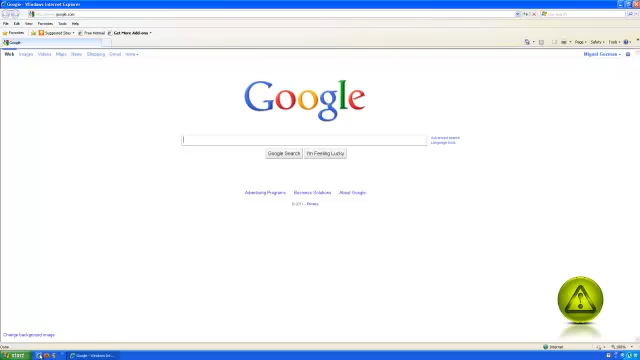 Google - Windows Internet Explorer
http://www.google.com
File Edit View Favorites Tools Help
Favorites Suggested Sites Free Hotmail Get More Add-ons
Google Page Safety Tools
Web Images Videos Maps News Shopping Gmail more Miguel Guzman
Google
Advanced search
Language tools
Google Search I'm Feeling Lucky
Advertising Programs Business Solutions About Google
© 2011 - Privacy
Change background image
Done Internet 100%
start Google - Windows Int...